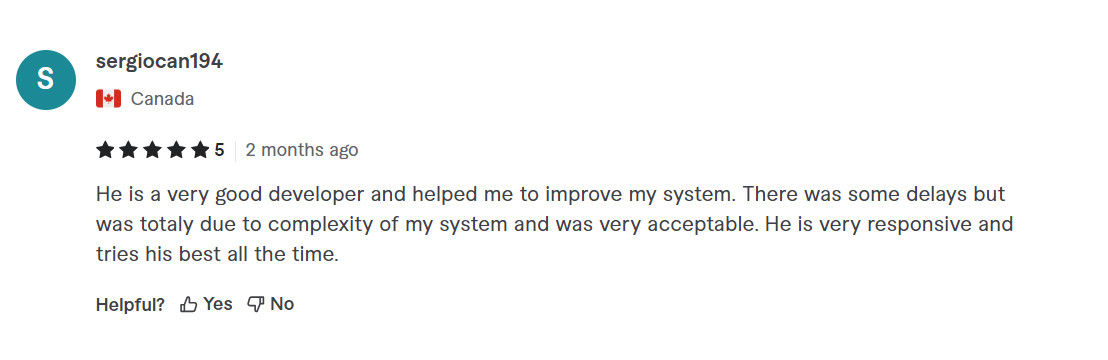 S
sergiocan194
Canada
5 2 months ago
He is a very good developer and helped me to improve my system. There was some delays but
was totaly due to complexity of my system and was very acceptable. He is very responsive and
tries his best all the time.
Helpful? Yes No